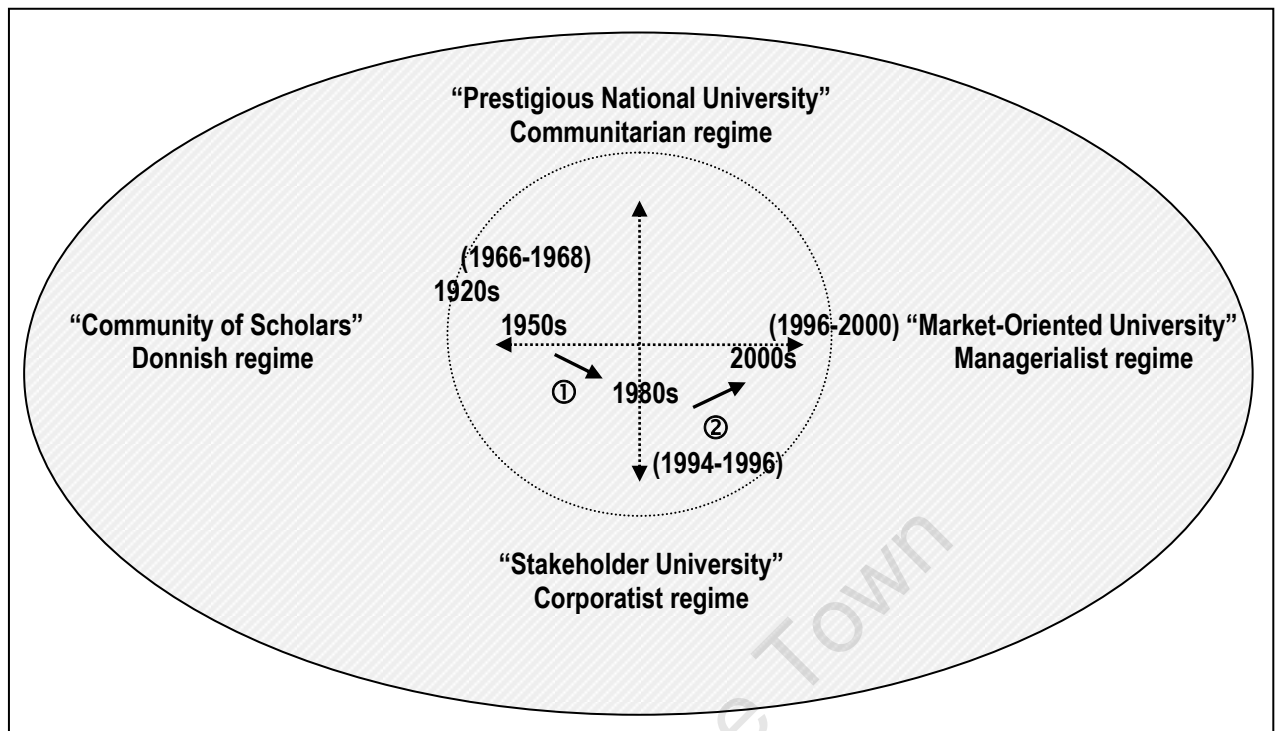 “Prestigious National University”
Communitarian regime
(1966-1968)
1920s
“Community of Scholars”
Donnish regime
1950s
(1996-2000)
“Market-Oriented University”
Managerialist regime
2000s
①
1980s
②
(1994-1996)
“Stakeholder University”
Corporatist regime
Town